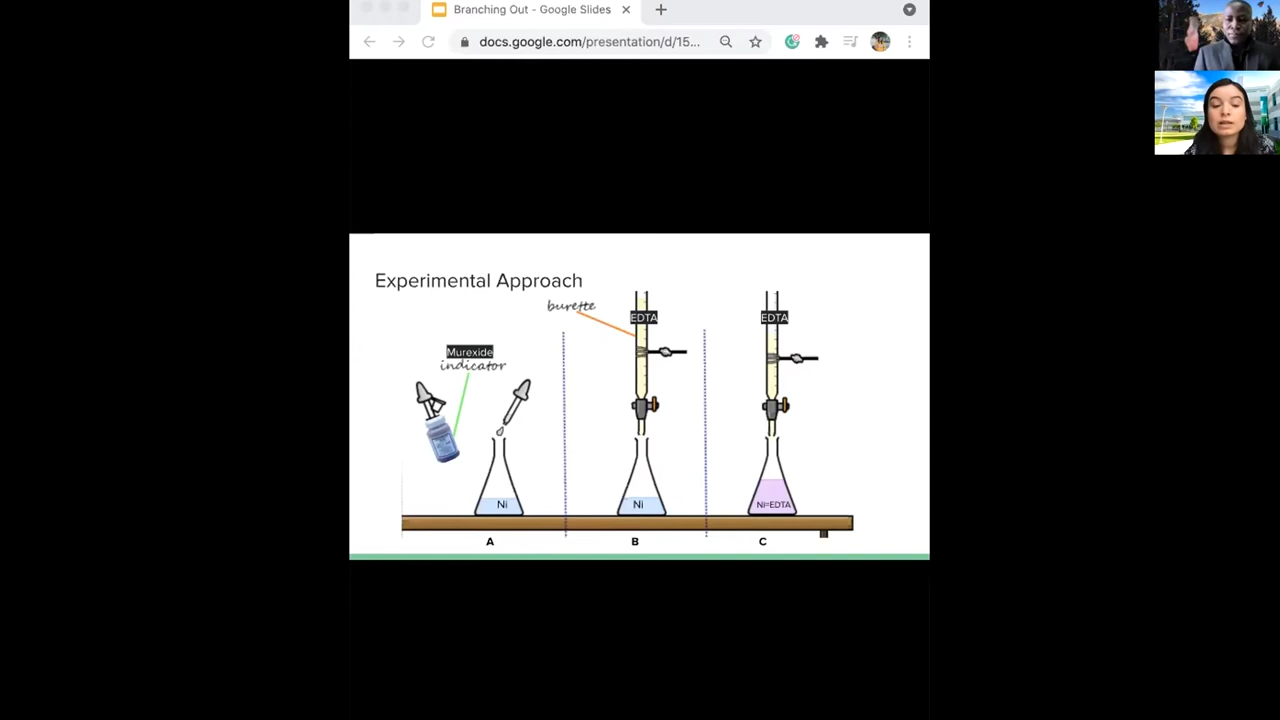 Branching Out - Google Slides
docs.google.com/presentation/d/15...
Experimental Approach
burette
EDTA
EDTA
Murexide
indicator
Ni
Ni
Ni=EDTA
A
B
C